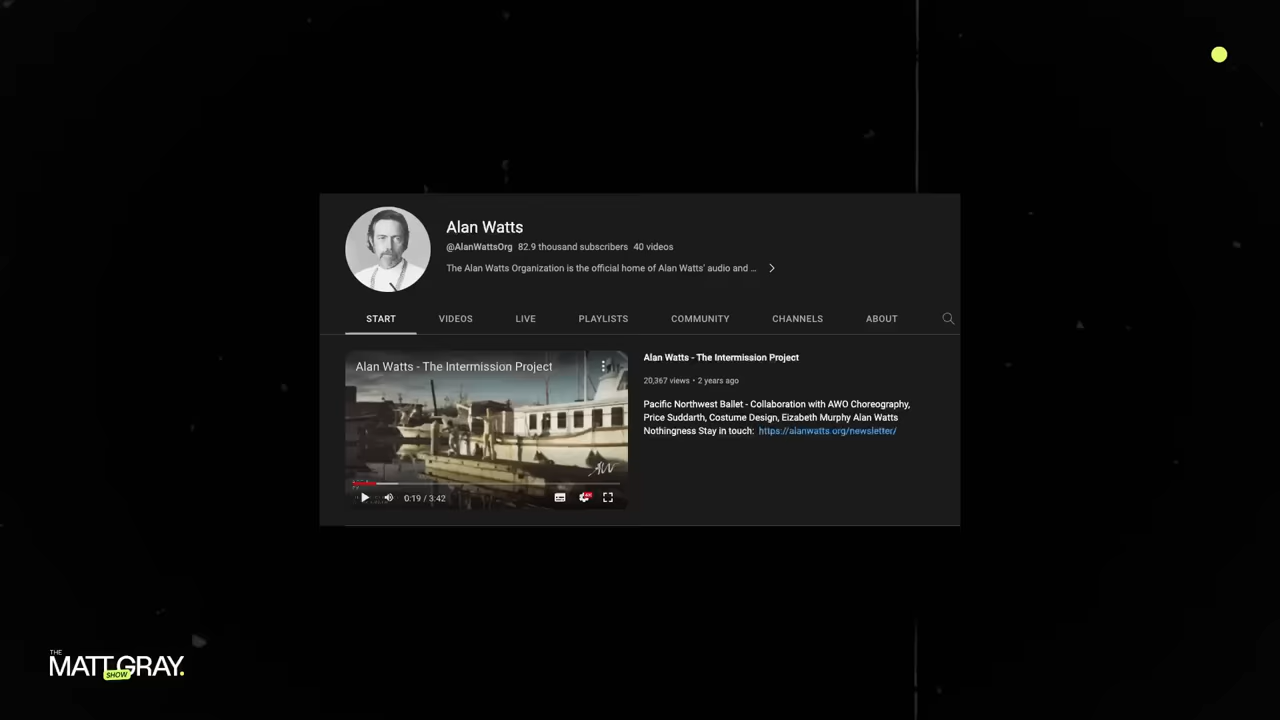 Alan Watts
@AlanWattsOrg 82.9 thousand subscribers 40 videos
The Alan Watts Organization is the official home of Alan Watts' audio and ...
START VIDEOS LIVE PLAYLISTS COMMUNITY CHANNELS ABOUT
Alan Watts - The Intermission Project
AW
0:19 / 3:42
Alan Watts - The Intermission Project
20,367 views • 2 years ago
Pacific Northwest Ballet - Collaboration with AWO Choreography,
Price Suddarth, Costume Design, Eizabeth Murphy Alan Watts
Nothingness Stay in touch: https://alanwatts.org/newsletter/
THE
MATT GRAY.
SHOW